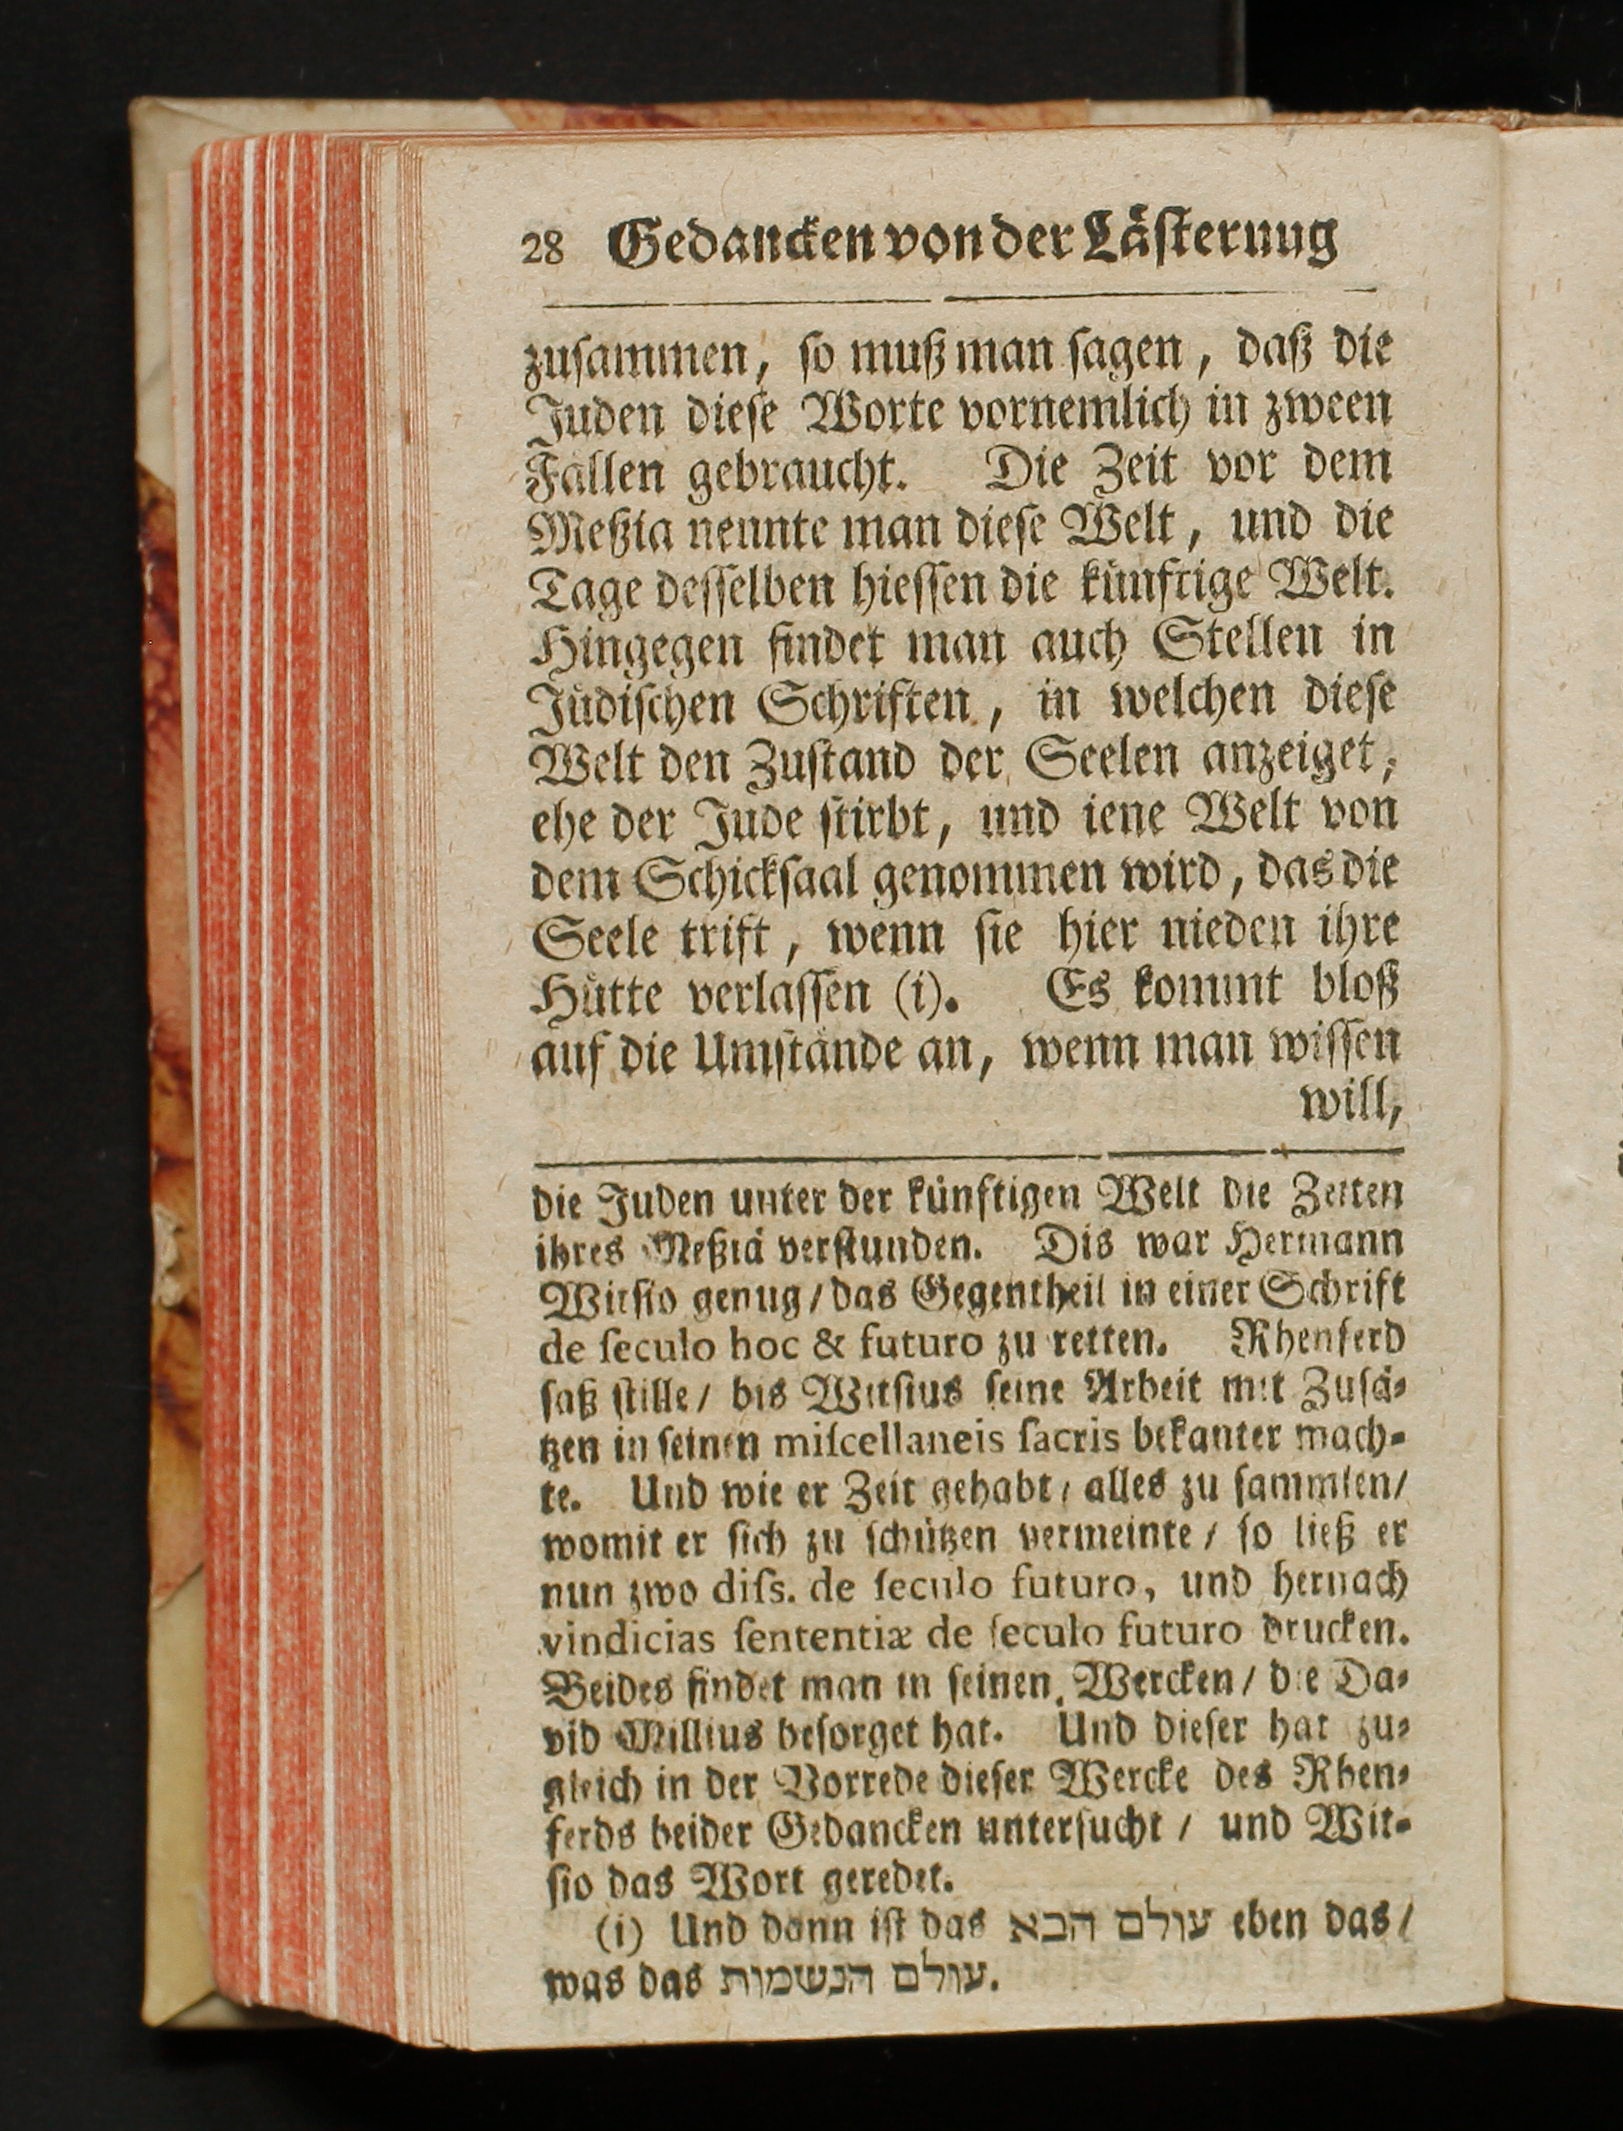 28 Gedancken von der Lästerung
zusammen, so muß man sagen, daß die
Juden diese Worte vornemlich in zween
Fällen gebraucht. Die Zeit vor dem
Meßia nennte man diese Welt, und die
Tage desselben hiessen die künftige Welt.
Hingegen findet man auch Stellen in
Jüdischen Schriften, in welchen diese
Welt den Zustand der Seelen anzeiget,
ehe der Jude stirbt, und iene Welt von
dem Schicksaal genommen wird, das die
Seele trift, wenn sie hier nieden ihre
Hütte verlassen (i). Es kommt bloß
auf die Umstände an, wenn man wissen
will,
die Juden unter der künftigen Welt die Zeiten
ihres Meßiä verstunden. Dis war Hermann
Witsio genug/ das Gegentheil in einer Schrift
de ſeculo hoc & futuro zu retten. Rhenferd
saß stille/ bis Witsius seine Arbeit mit Zusä-
tzen in seinen miſcellaneis ſacris bekanter mach-
te. Und wie er Zeit gehabt/ alles zu sammlen/
womit er sich zu schützen vermeinte/ so ließ er
nun zwo diſs. de ſeculo futuro, und hernach
vindicias ſententiæ de ſeculo futuro drucken.
Beides findet man in seinen Wercken/ die Da-
vid Millius besorget hat. Und dieser hat zu-
gleich in der Vorrede dieser Wercke des Rhen-
ferds beider Gedancken untersucht/ und Wit-
sio das Wort geredet.
(i) Und dann ist das עולם הבא eben das/
was das עולם הנשמות.